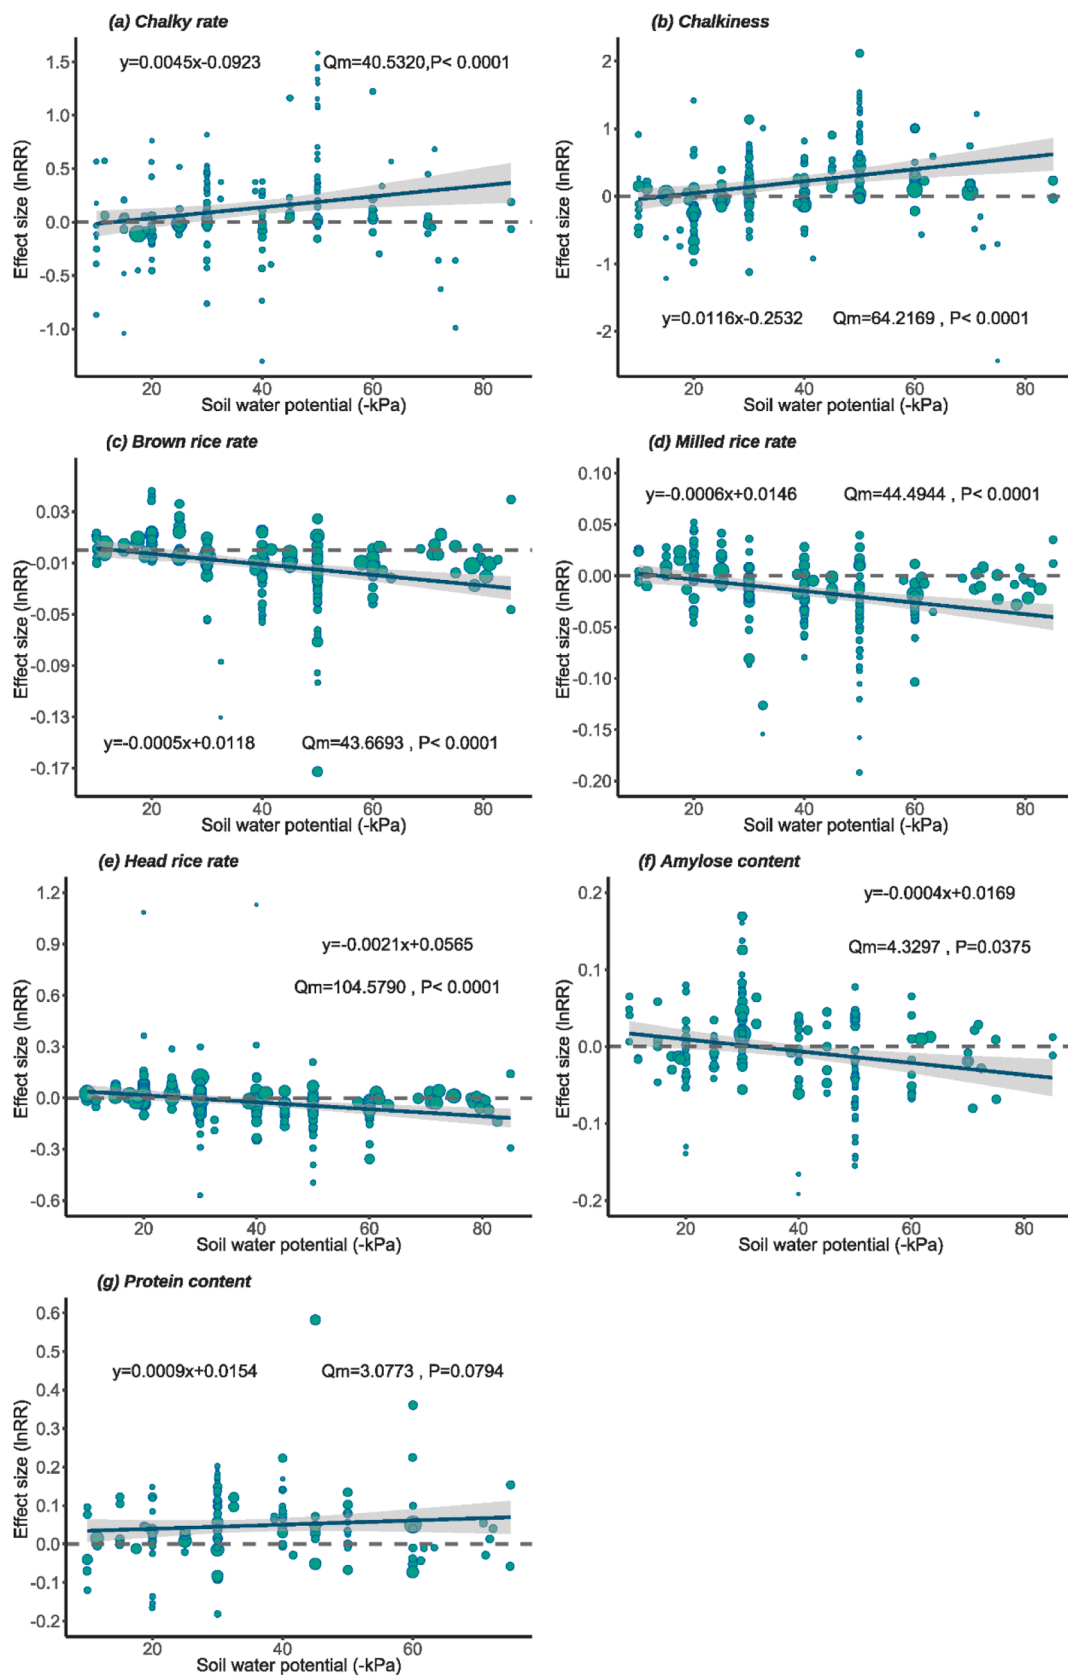 (a) Chalky rate
y=0.0045x-0.0923
Qm=40.5320,P< 0.0001
Effect size (lnRR)
1.5
1.0
0.5
0.0
-0.5
-1.0
20
40
60
80
Soil water potential (-kPa)
(b) Chalkiness
Effect size (lnRR)
2
1
0
-1
-2
y=0.0116x-0.2532
Qm=64.2169 , P< 0.0001
20
40
60
80
Soil water potential (-kPa)
(c) Brown rice rate
Effect size (lnRR)
0.03
-0.01
-0.05
-0.09
-0.13
-0.17
y=-0.0005x+0.0118
Qm=43.6693 , P< 0.0001
20
40
60
80
Soil water potential (-kPa)
(d) Milled rice rate
y=-0.0006x+0.0146
Qm=44.4944 , P< 0.0001
Effect size (lnRR)
0.10
0.05
0.00
-0.05
-0.10
-0.15
-0.20
20
40
60
80
Soil water potential (-kPa)
(e) Head rice rate
y=-0.0021x+0.0565
Qm=104.5790 , P< 0.0001
Effect size (lnRR)
1.2
0.9
0.6
0.3
0.0
-0.3
-0.6
20
40
60
80
Soil water potential (-kPa)
(f) Amylose content
y=-0.0004x+0.0169
Qm=4.3297 , P=0.0375
Effect size (lnRR)
0.2
0.1
0.0
-0.1
-0.2
20
40
60
80
Soil water potential (-kPa)
(g) Protein content
y=0.0009x+0.0154
Qm=3.0773 , P=0.0794
Effect size (lnRR)
0.6
0.5
0.4
0.3
0.2
0.1
0.0
-0.1
-0.2
20
40
60
Soil water potential (-kPa)